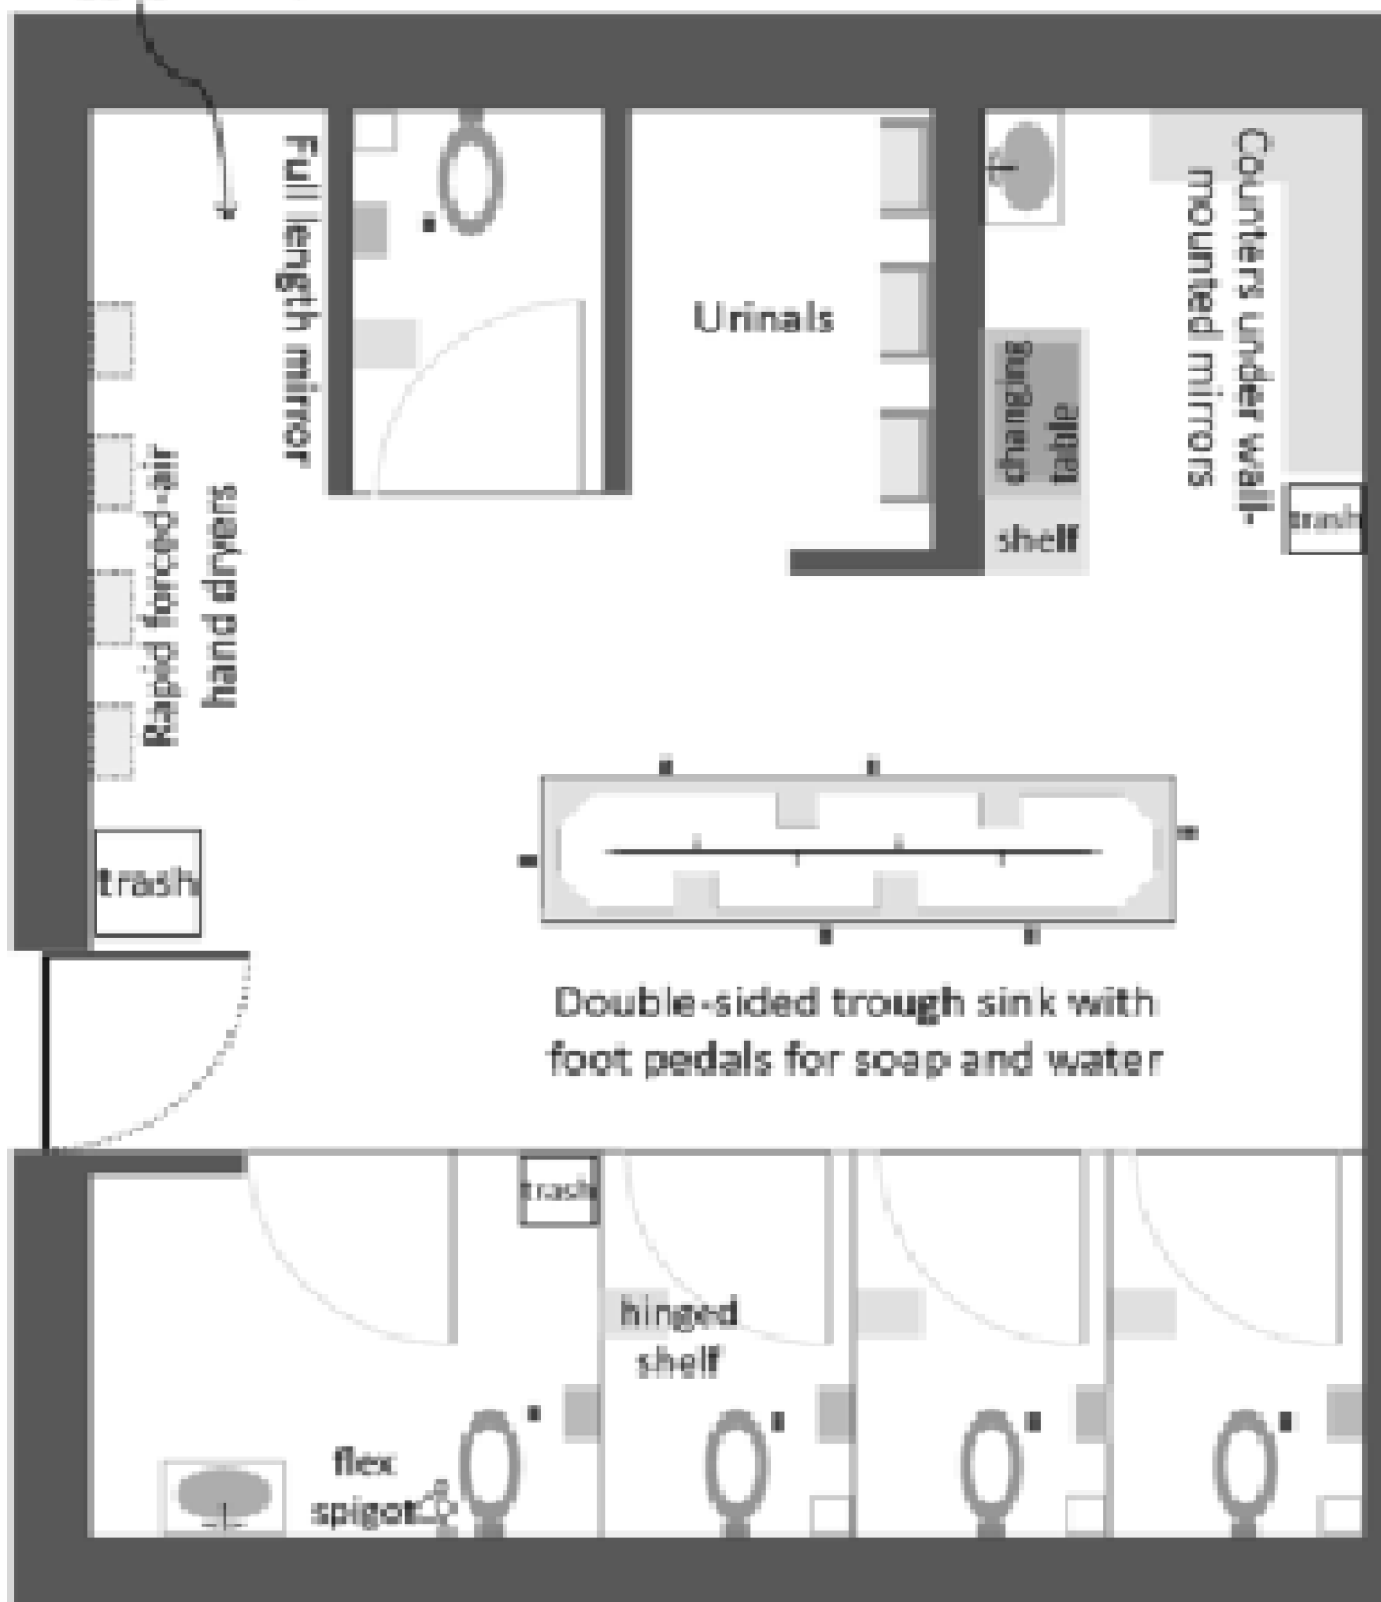 Full length mirror
Urinals
Counters under wall-
mounted mirrors
changing
table
shelf
trash
Rapid forced-air
hand dryers
trash
Double-sided trough sink with
foot pedals for soap and water
trash
hinged
shelf
flex
spigot